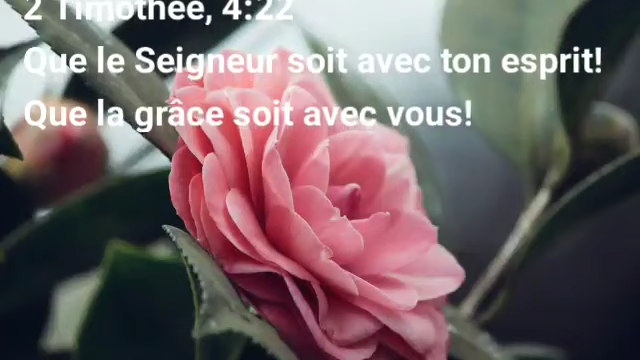 2 Timothée, 4:22
Que le Seigneur soit avec ton esprit!
Que la grâce soit avec vous!